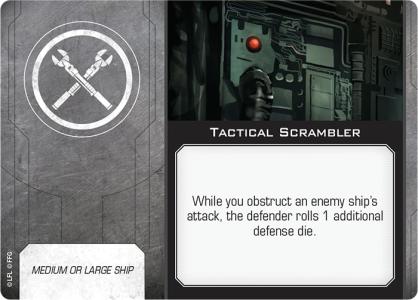 TACTICAL SCRAMBLER
While you obstruct an enemy ship's
attack, the defender rolls 1 additional
defense die.
MEDIUM OR LARGE SHIP
©LFL ©FFG